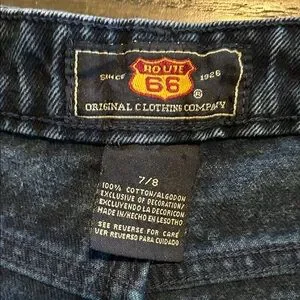 ROUTE
SINCE 66 1926
®
ORIGINAL CLOTHING COMPANY
7/8
100% COTTON/ALGODON
EXCLUSIVE OF DECORATION/
EXCLUYENDO LA DECORICON
MADE IN/HECHO EN LESOTHO
SEE REVERSE FOR CARE
VER REVERSO PARA CUIDADO